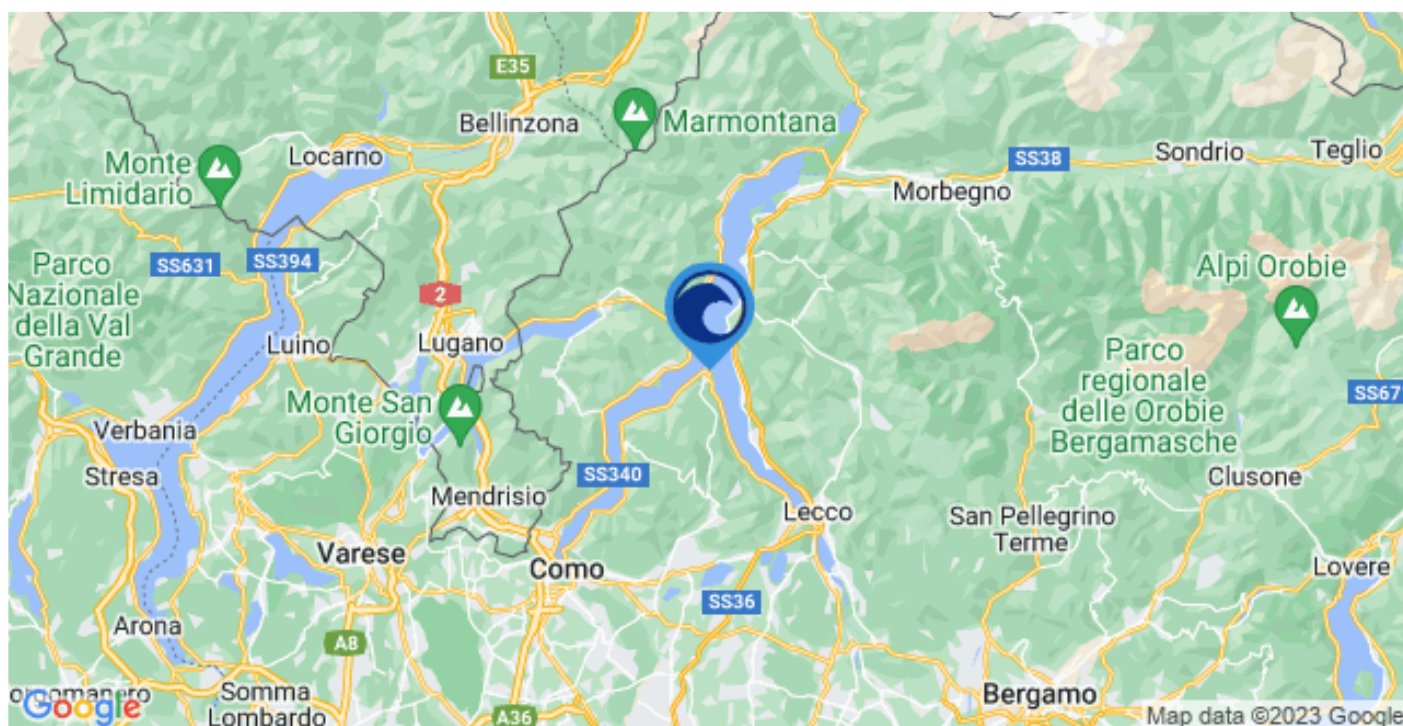 E35
Bellinzona
Marmontana
Locarno
Monte
Limidario
SS38
Sondrio
Teglio
Morbegno
SS631
SS394
Parco
Nazionale
della Val
Grande
2
Alpi Orobie
Luino
Lugano
Parco
regionale
delle Orobie
Bergamasche
SS67
Monte San
Giorgio
Verbania
Stresa
SS340
Clusone
Mendrisio
Lecco
San Pellegrino
Terme
Varese
Como
Lovere
SS36
Arona
A8
Somma
Lombardo
Bergamo
A36
Google
Map data ©2023 Google